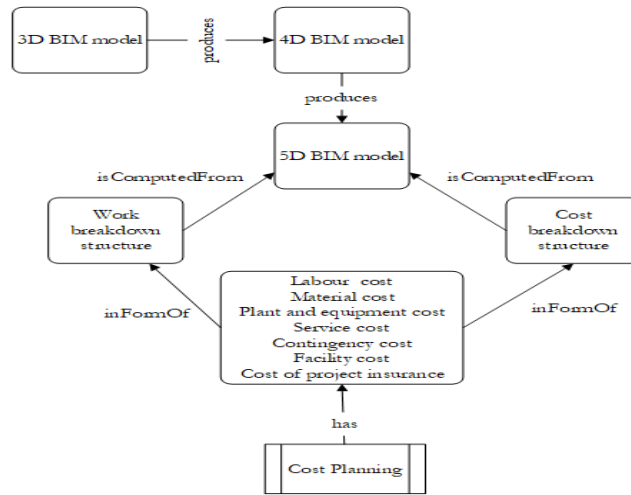 3D BIM model
produces
4D BIM model
produces
5D BIM model
isComputedFrom
isComputedFrom
Work
breakdown
structure
Cost
breakdown
structure
Labour cost
Material cost
Plant and equipment cost
Service cost
Contingency cost
Facility cost
Cost of project insurance
inFormOf
inFormOf
has
Cost Planning